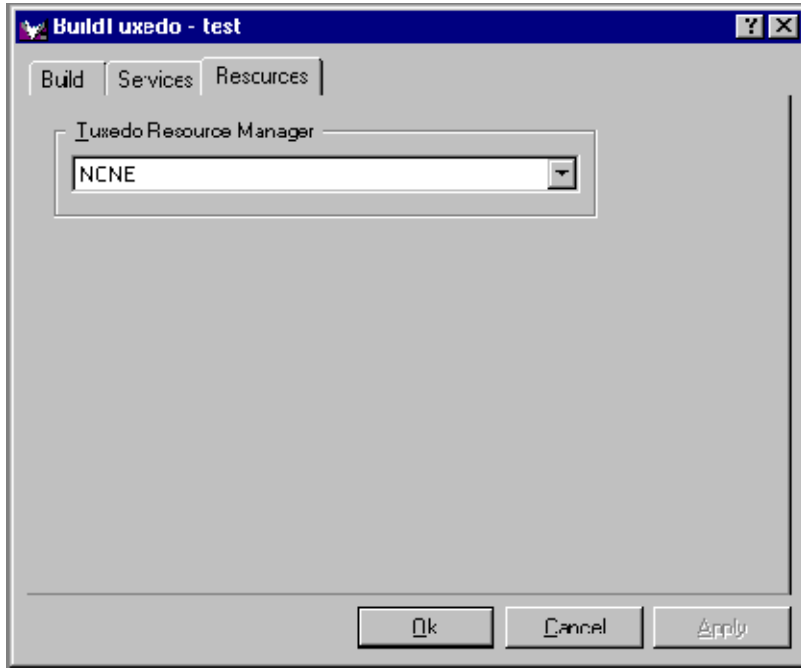 BuildTuxedo - test
Build Services Resources
Tuxedo Resource Manager
NONE
Ok Cancel Apply